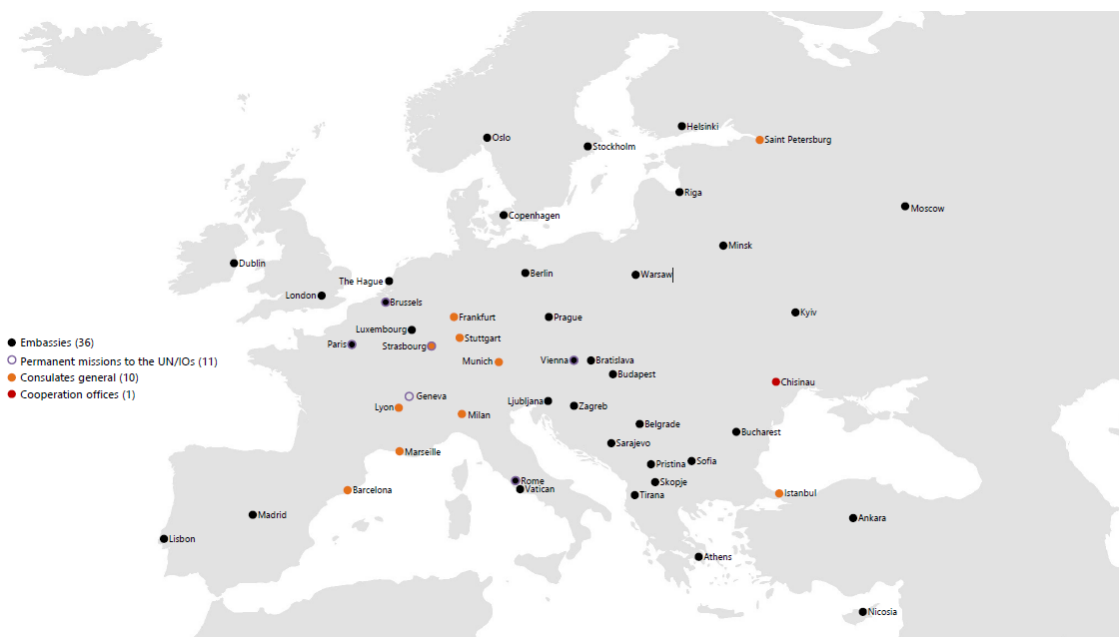 Helsinki
Oslo
Saint Petersburg
Stockholm
Riga
Moscow
Copenhagen
Minsk
Dublin
Berlin
Warsaw
The Hague
London
Brussels
Kyiv
Frankfurt
Prague
Luxembourg
Stuttgart
Embassies (36)
Paris
Strasbourg
Permanent missions to the UN/IOs (11)
Munich
Vienna
Bratislava
Budapest
Consulates general (10)
Chisinau
Cooperation offices (1)
Geneva
Ljubljana
Lyon
Zagreb
Milan
Belgrade
Bucharest
Sarajevo
Marseille
Pristina
Sofia
Rome
Skopje
Vatican
Barcelona
Tirana
Istanbul
Madrid
Ankara
Lisbon
Athens
Nicosia